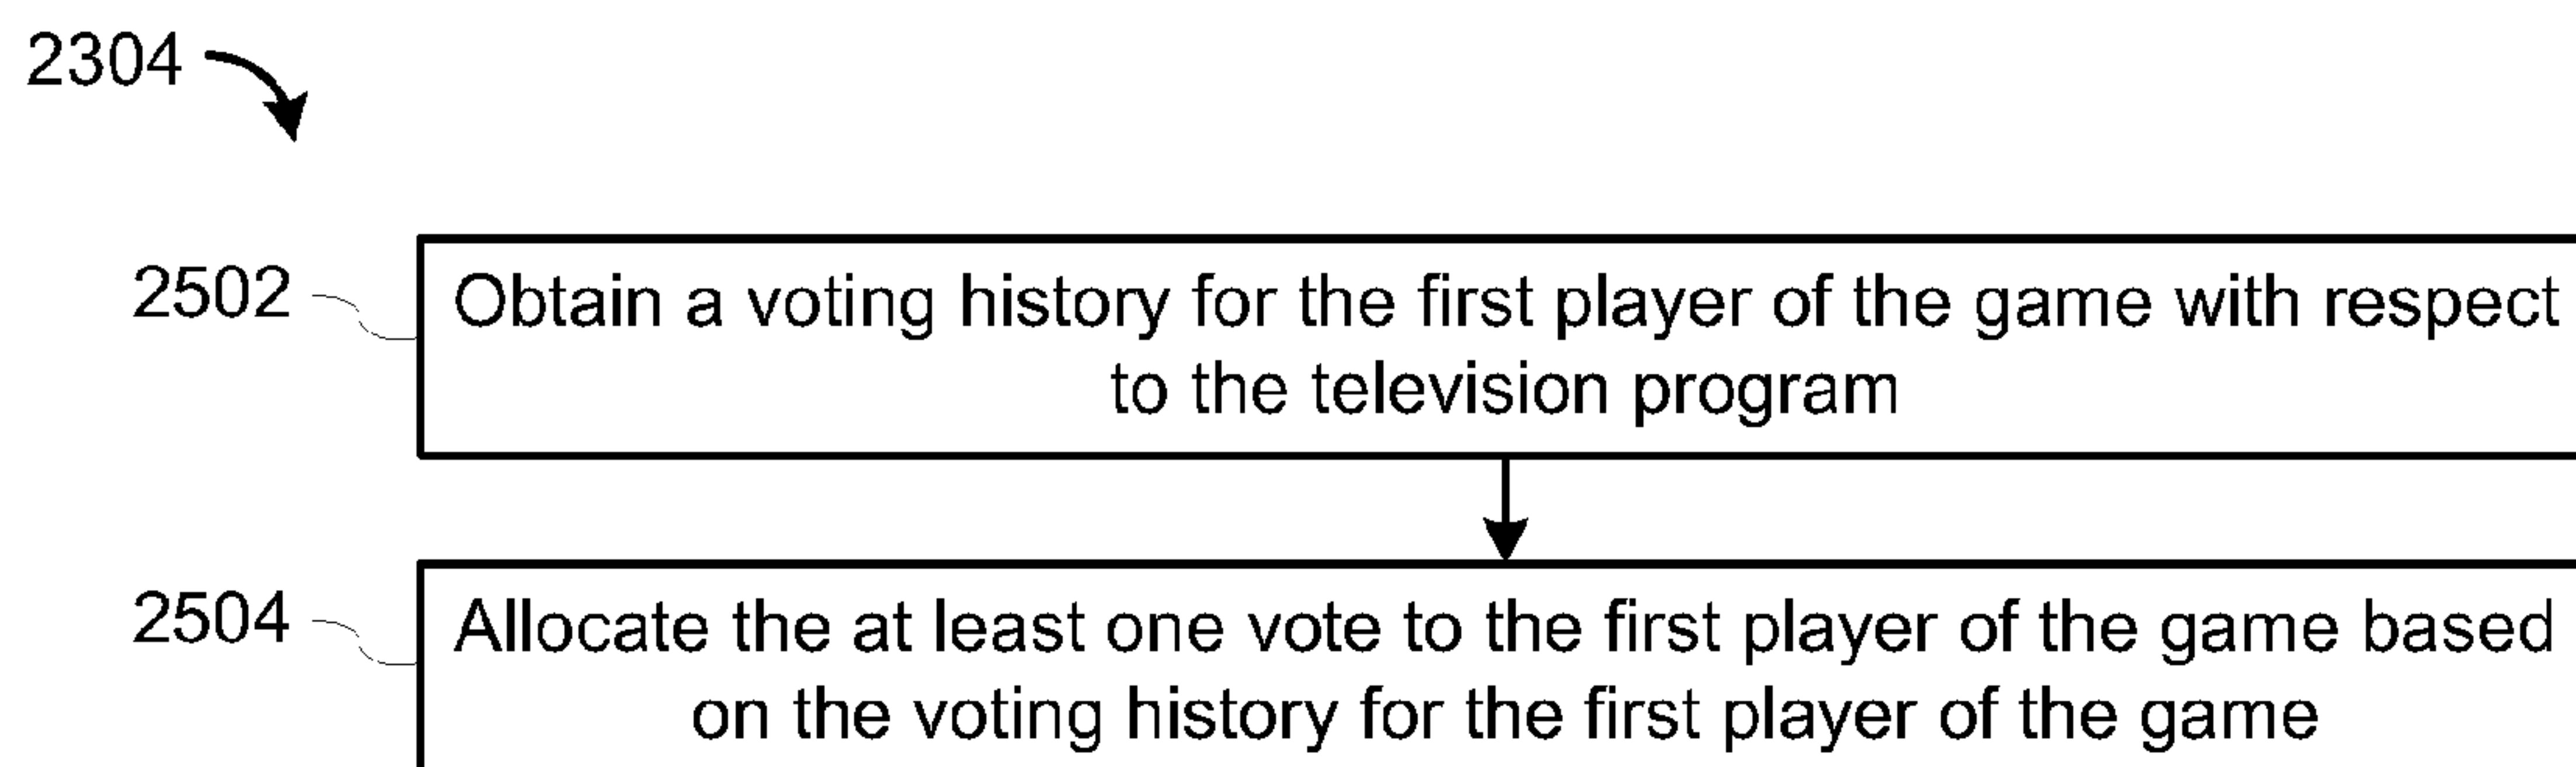 2304
2502
Obtain a voting history for the first player of the game with respect
to the television program
2504
Allocate the at least one vote to the first player of the game based
on the voting history for the first player of the game